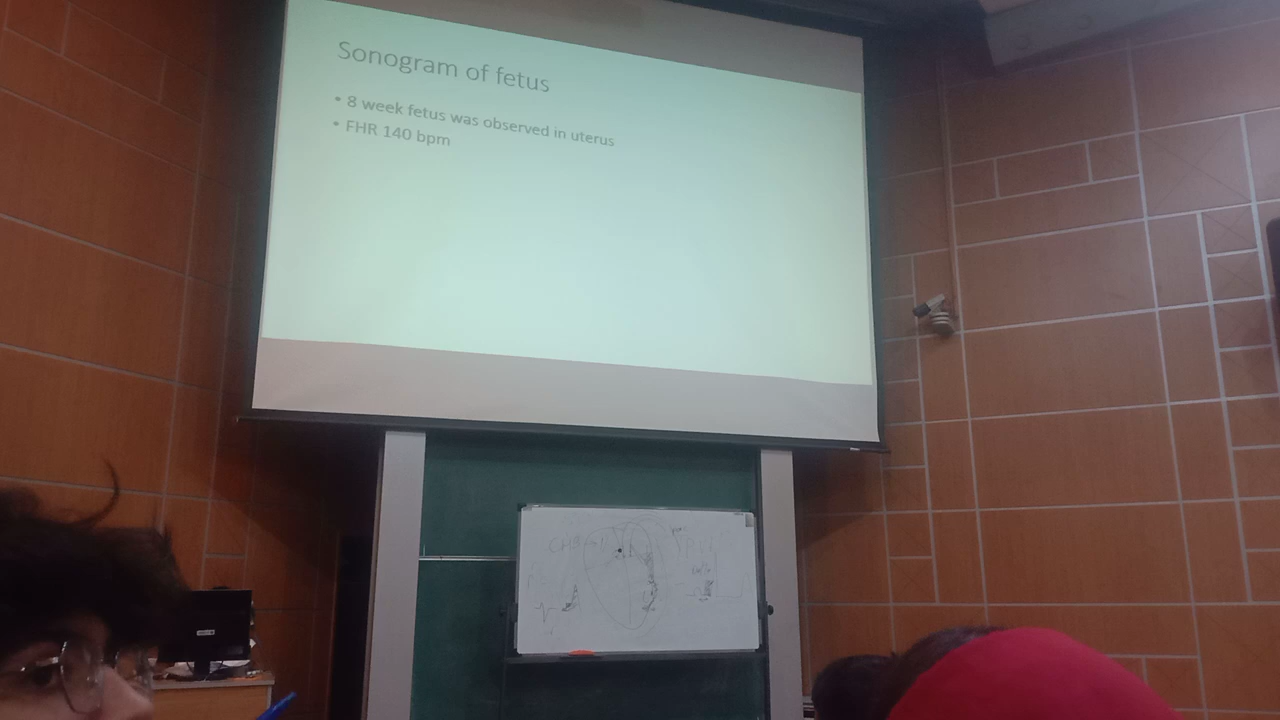 Sonogram of fetus
• 8 week fetus was observed in uterus
• FHR 140 bpm